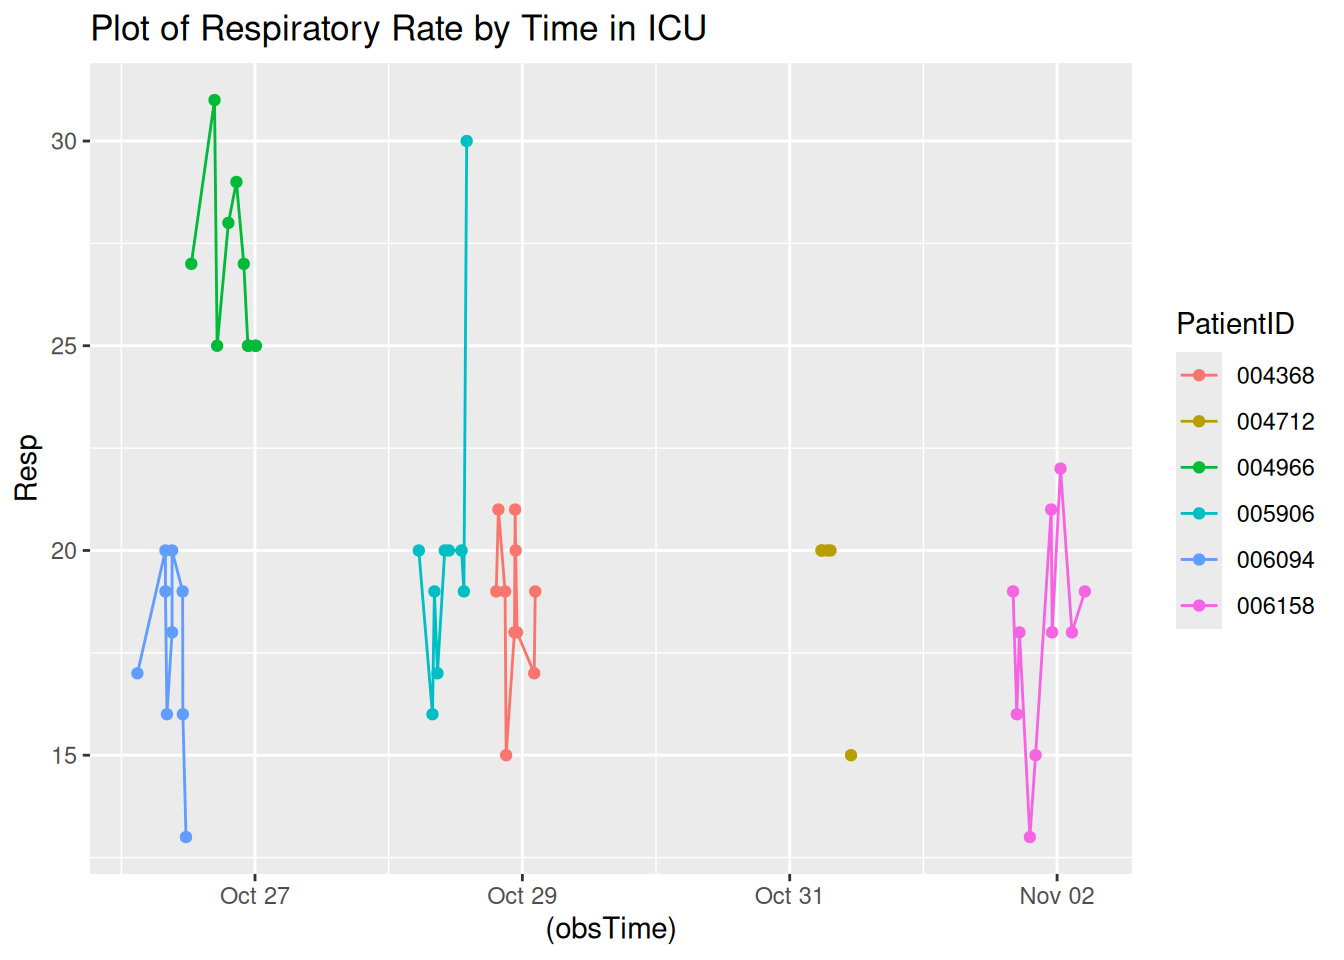 Plot of Respiratory Rate by Time in ICU
30
25
20
15
Resp
Oct 27
Oct 29
Oct 31
Nov 02
(obsTime)
PatientID
004368
004712
004966
005906
006094
006158